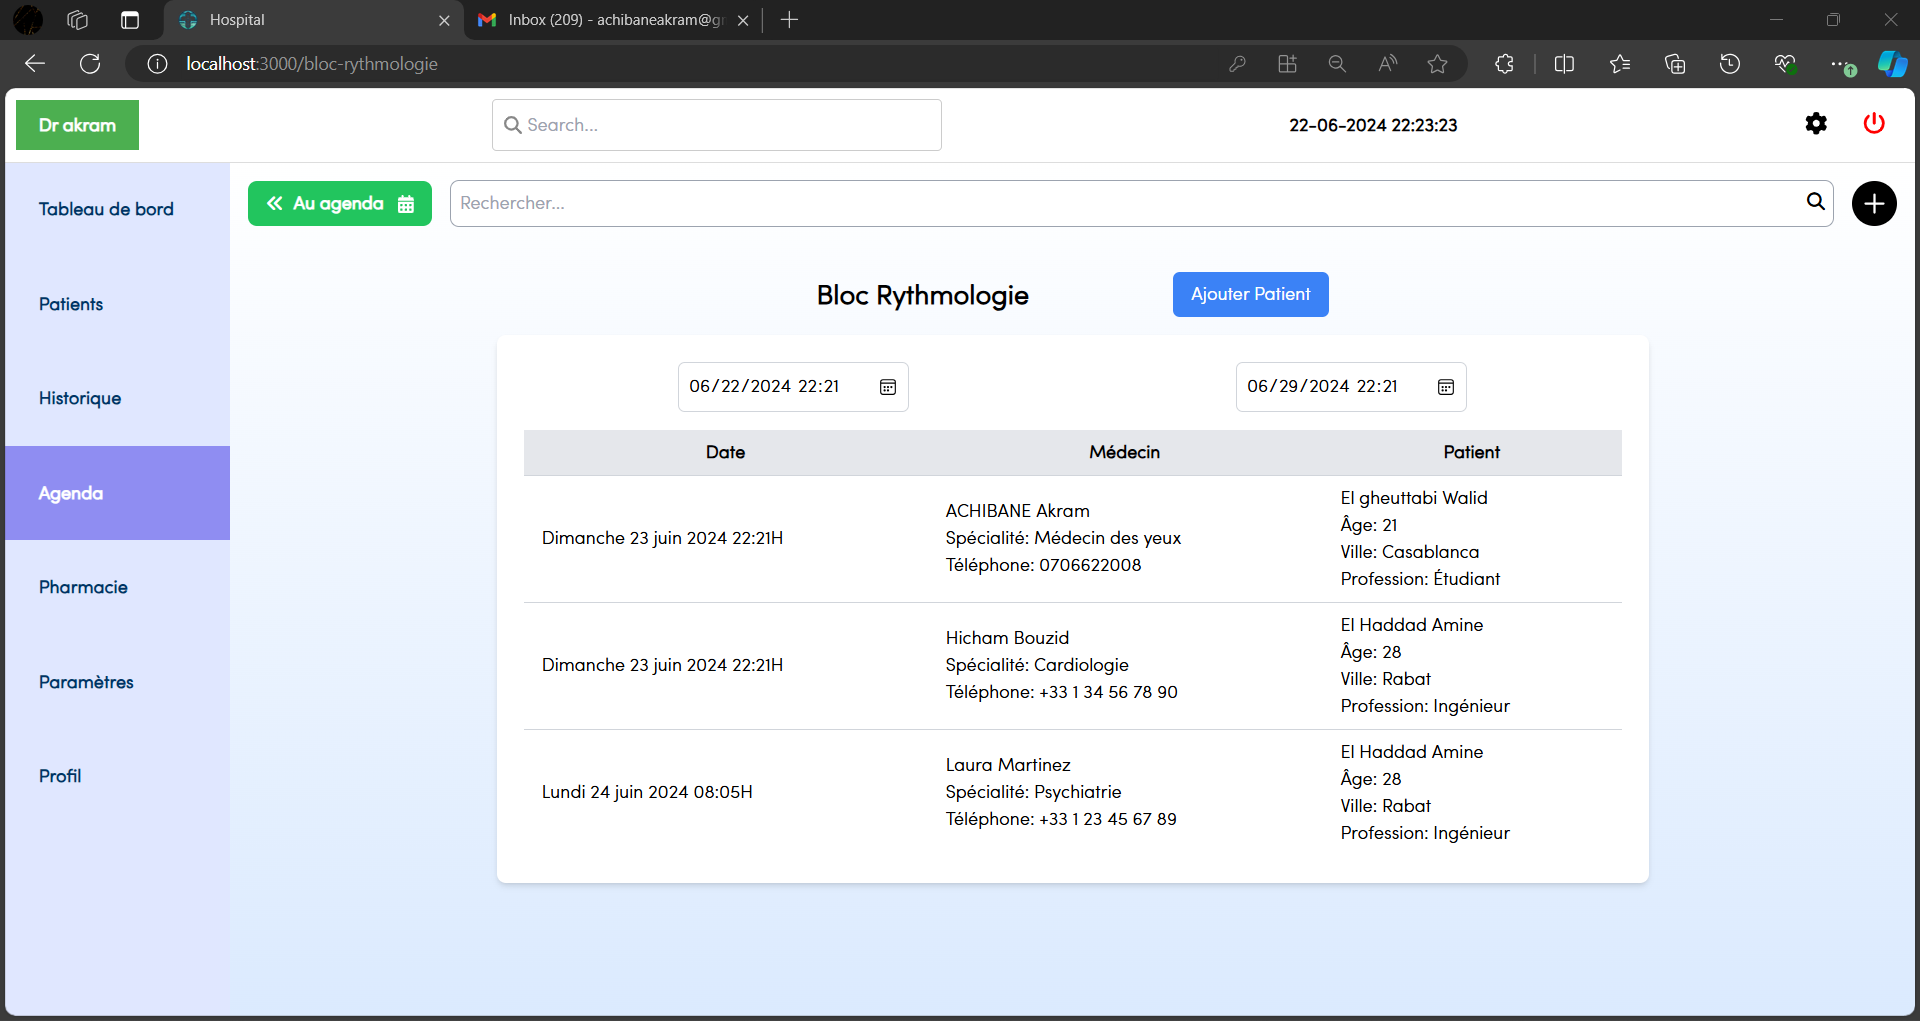 Hospital
Inbox (209) - achibaneakram@gr
localhost:3000/bloc-rythmologie
Dr akram
Search...
22-06-2024 22:23:23
Tableau de bord
Patients
Historique
Agenda
Pharmacie
Paramètres
Profil
Au agenda
Rechercher...
Bloc Rythmologie
Ajouter Patient
06/22/2024 22:21
06/29/2024 22:21
Date Médecin Patient
Dimanche 23 juin 2024 22:21H
ACHIBANE Akram
Spécialité: Médecin des yeux
Téléphone: 0706622008
El gheuttabi Walid
Âge: 21
Ville: Casablanca
Profession: Étudiant
Dimanche 23 juin 2024 22:21H
Hicham Bouzid
Spécialité: Cardiologie
Téléphone: +33 1 34 56 78 90
El Haddad Amine
Âge: 28
Ville: Rabat
Profession: Ingénieur
Lundi 24 juin 2024 08:05H
Laura Martinez
Spécialité: Psychiatrie
Téléphone: +33 1 23 45 67 89
El Haddad Amine
Âge: 28
Ville: Rabat
Profession: Ingénieur